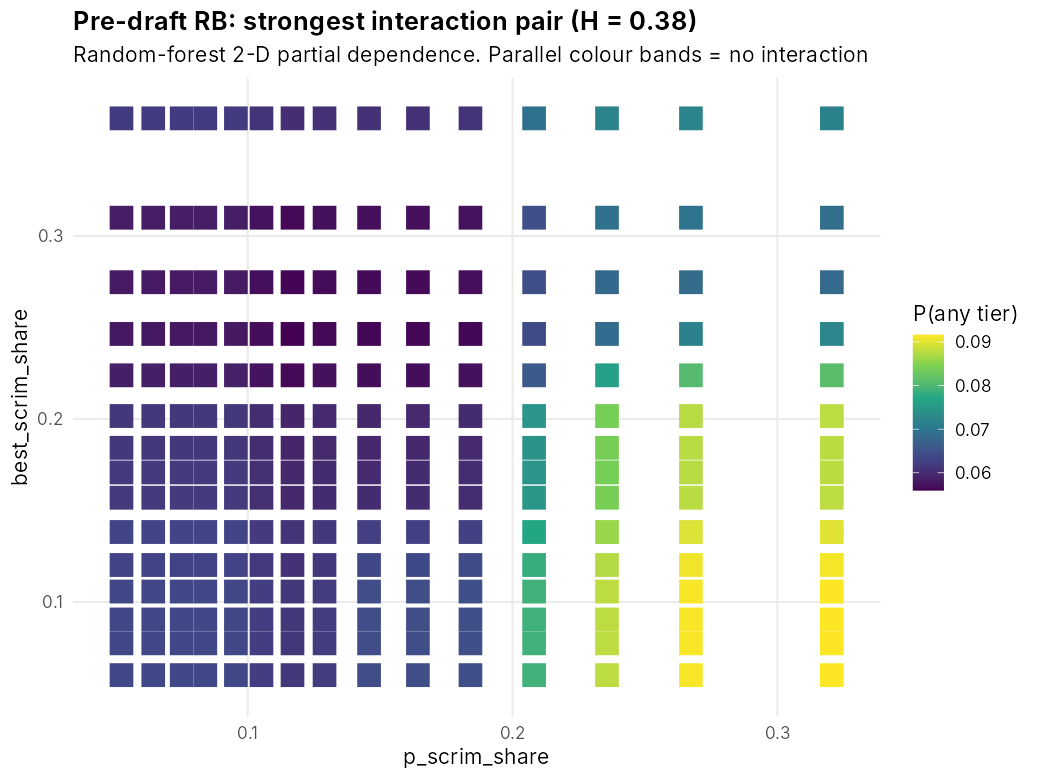 Pre-draft RB: strongest interaction pair (H = 0.38)
Random-forest 2-D partial dependence. Parallel colour bands = no interaction
best_scrim_share
0.3
0.2
0.1
0.1
0.2
0.3
p_scrim_share
P(any tier)
0.09
0.08
0.07
0.06